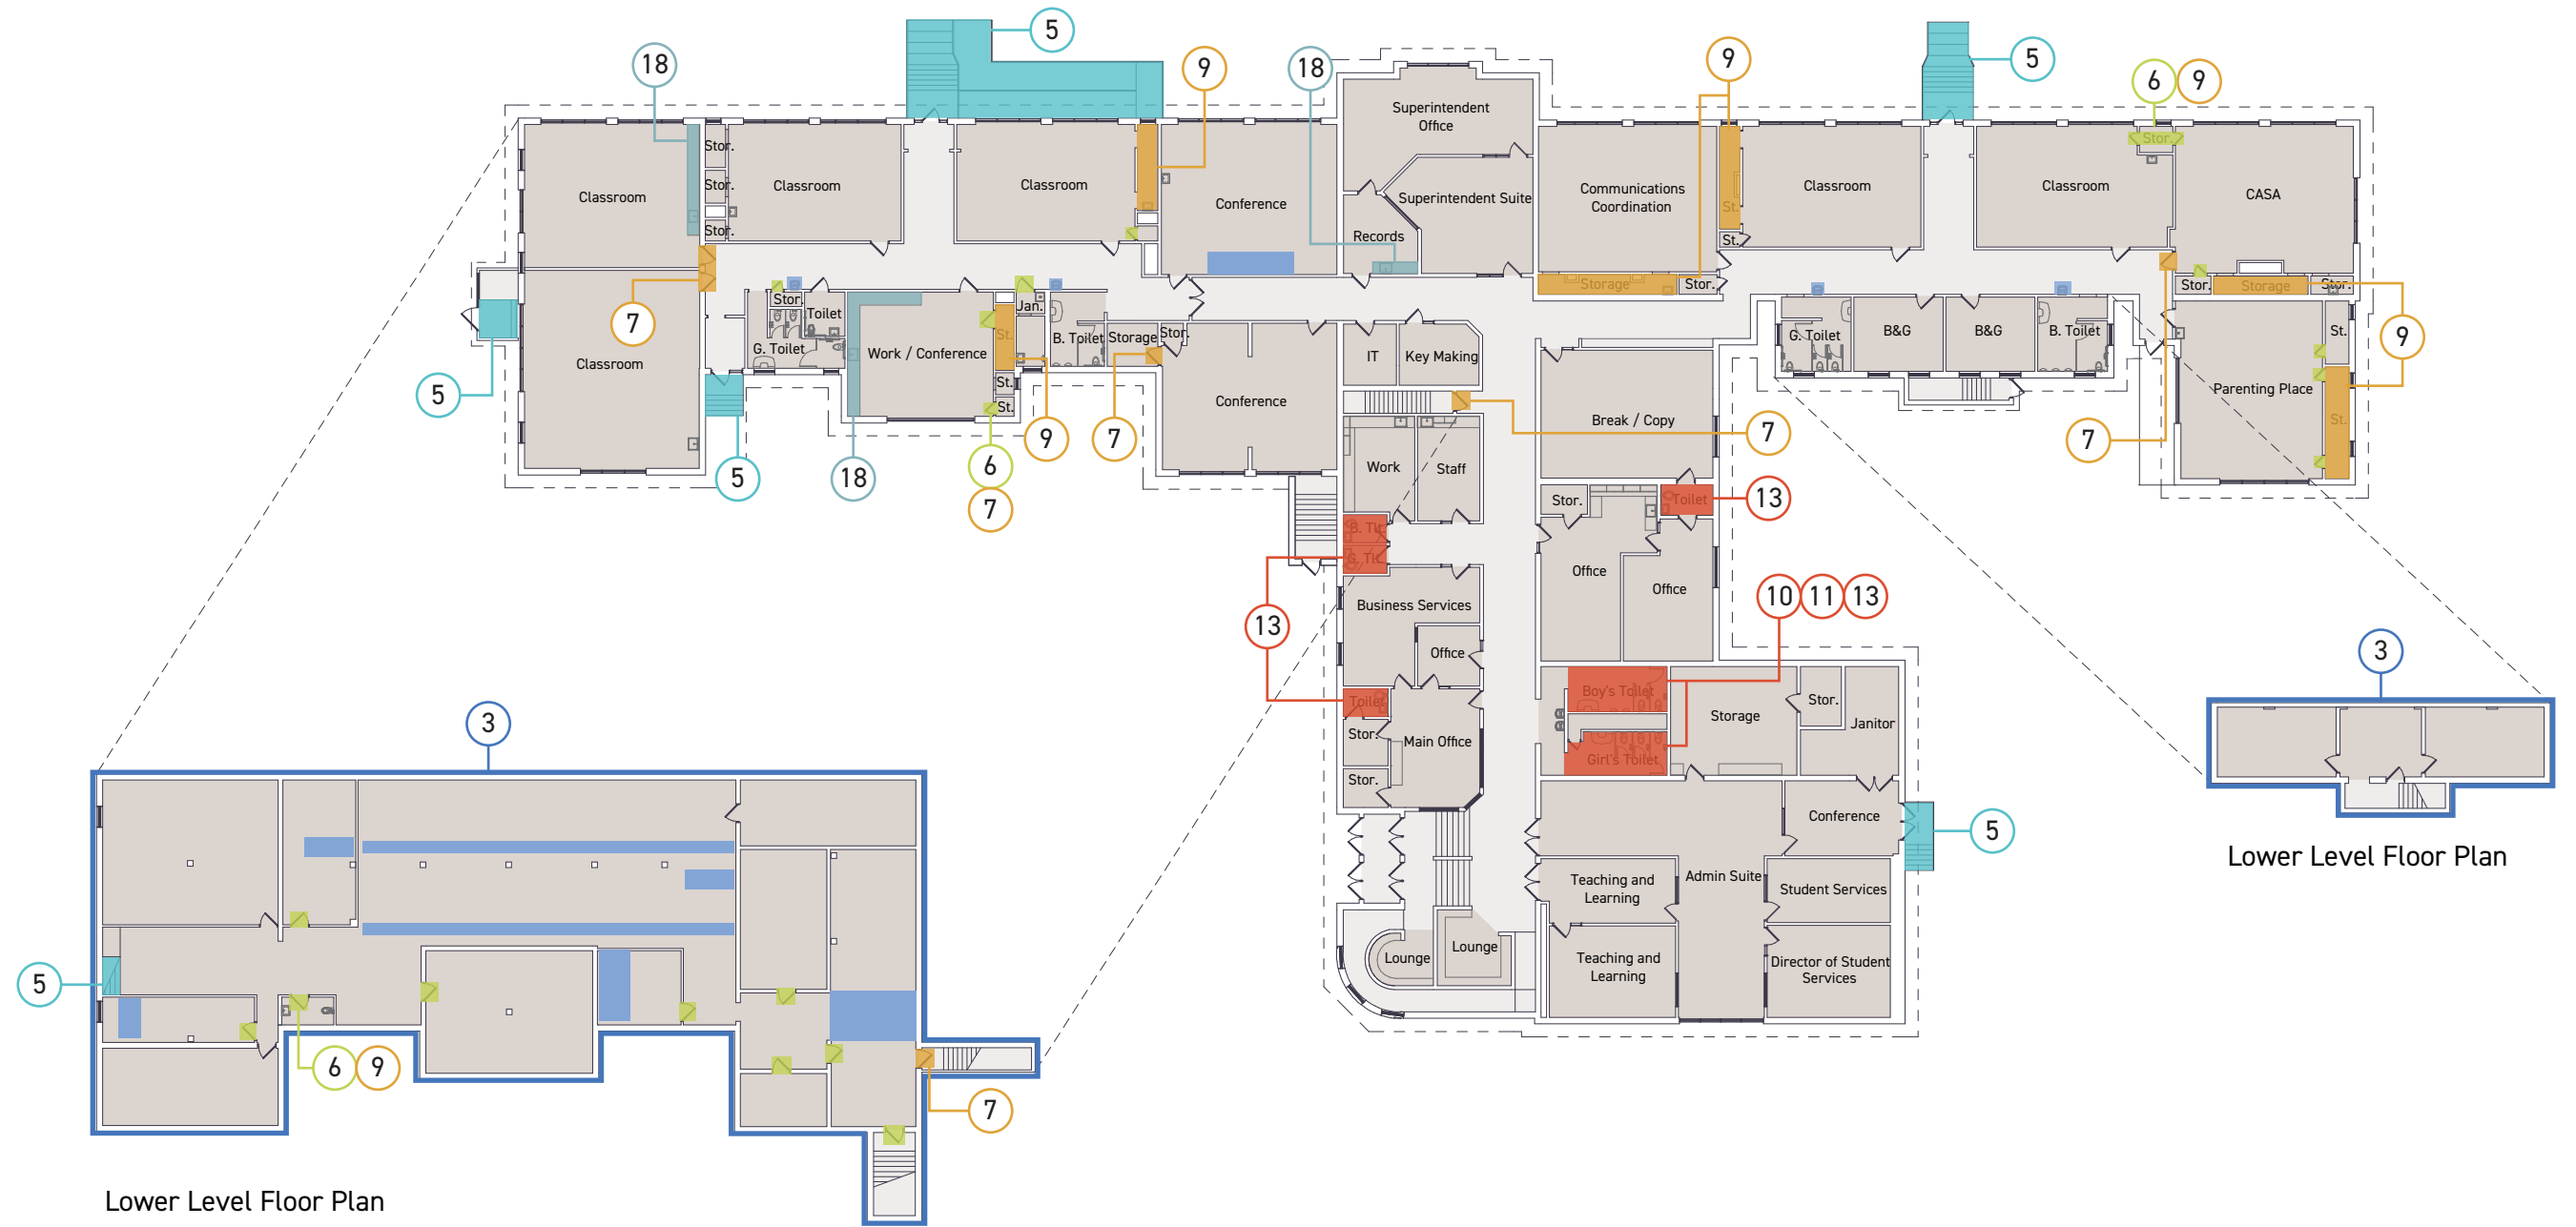 5
18
9
18
9
5
6
9
Superintendent
Office
Stor.
Stor.
Classroom
Classroom
Stor.
Classroom
Conference
Superintendent Suite
Records
Communications
Coordination
St.
St.
Classroom
Classroom
Stor.
CASA
Storage
Stor.
Stor.
Storage
Stor.
7
Classroom
Stor.
Toilet
G. Toilet
Work / Conference
St.
Jan.
B. Toilet
Storage
Stor.
St.
St.
IT
Key Making
G. Toilet
B&G
B&G
B. Toilet
St.
9
5
5
18
6
7
9
7
Conference
Break / Copy
7
7
Parenting Place
St.
Work
Staff
Stor.
Toilet
13
B. Tlt.
G. Tlt.
Office
Office
13
Business Services
Office
10
11
13
Toilet
Boy's Toilet
Girl's Toilet
Storage
Stor.
Janitor
Stor.
Main Office
Stor.
3
3
Conference
5
Lower Level Floor Plan
Teaching and
Learning
Admin Suite
Student Services
Lounge
Lounge
Teaching and
Learning
Director of Student
Services
5
6
9
7
Lower Level Floor Plan